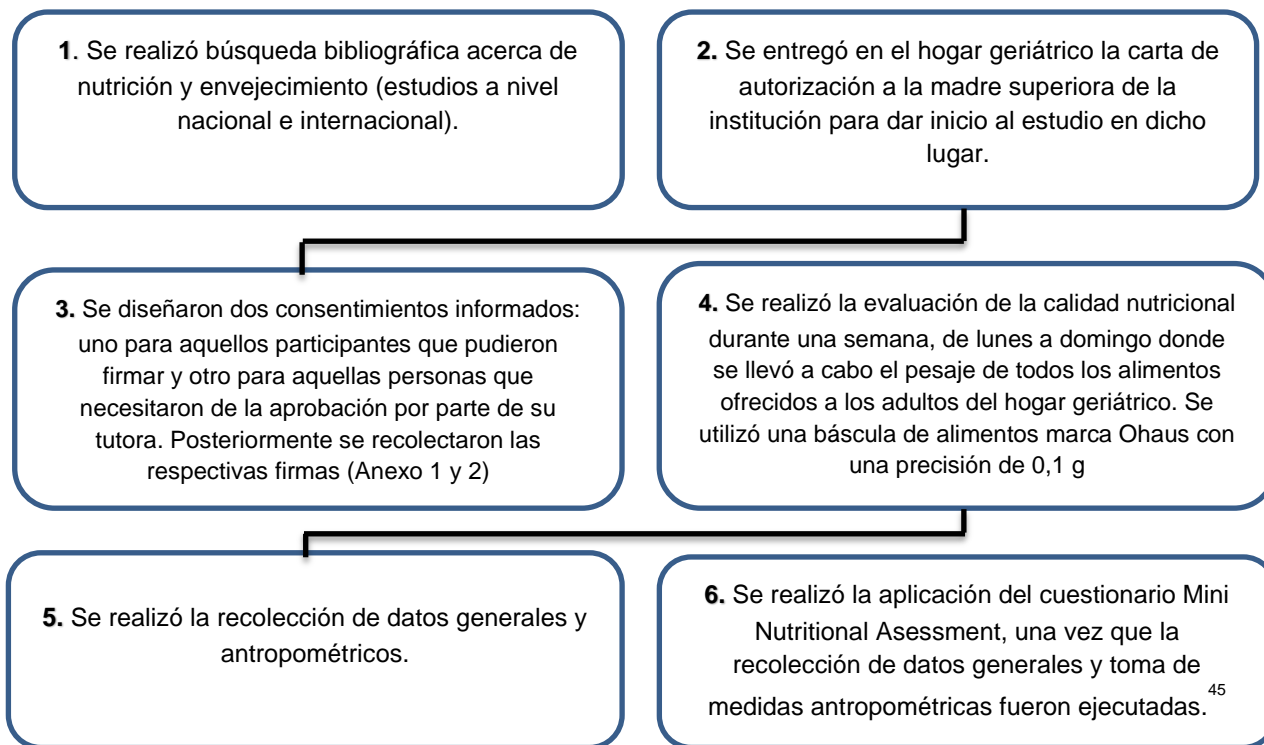 1. Se realizó búsqueda bibliográfica acerca de
nutrición y envejecimiento (estudios a nivel
nacional e internacional).
2. Se entregó en el hogar geriátrico la carta de
autorización a la madre superiora de la
institución para dar inicio al estudio en dicho
lugar.
3. Se diseñaron dos consentimientos informados:
uno para aquellos participantes que pudieron
firmar y otro para aquellas personas que
necesitaron de la aprobación por parte de su
tutora. Posteriormente se recolectaron las
respectivas firmas (Anexo 1 y 2)
4. Se realizó la evaluación de la calidad nutricional
durante una semana, de lunes a domingo donde
se llevó a cabo el pesaje de todos los alimentos
ofrecidos a los adultos del hogar geriátrico. Se
utilizó una báscula de alimentos marca Ohaus con
una precisión de 0,1 g
5. Se realizó la recolección de datos generales y
antropométricos.
6. Se realizó la aplicación del cuestionario Mini
Nutritional Asessment, una vez que la
recolección de datos generales y toma de
medidas antropométricas fueron ejecutadas.45